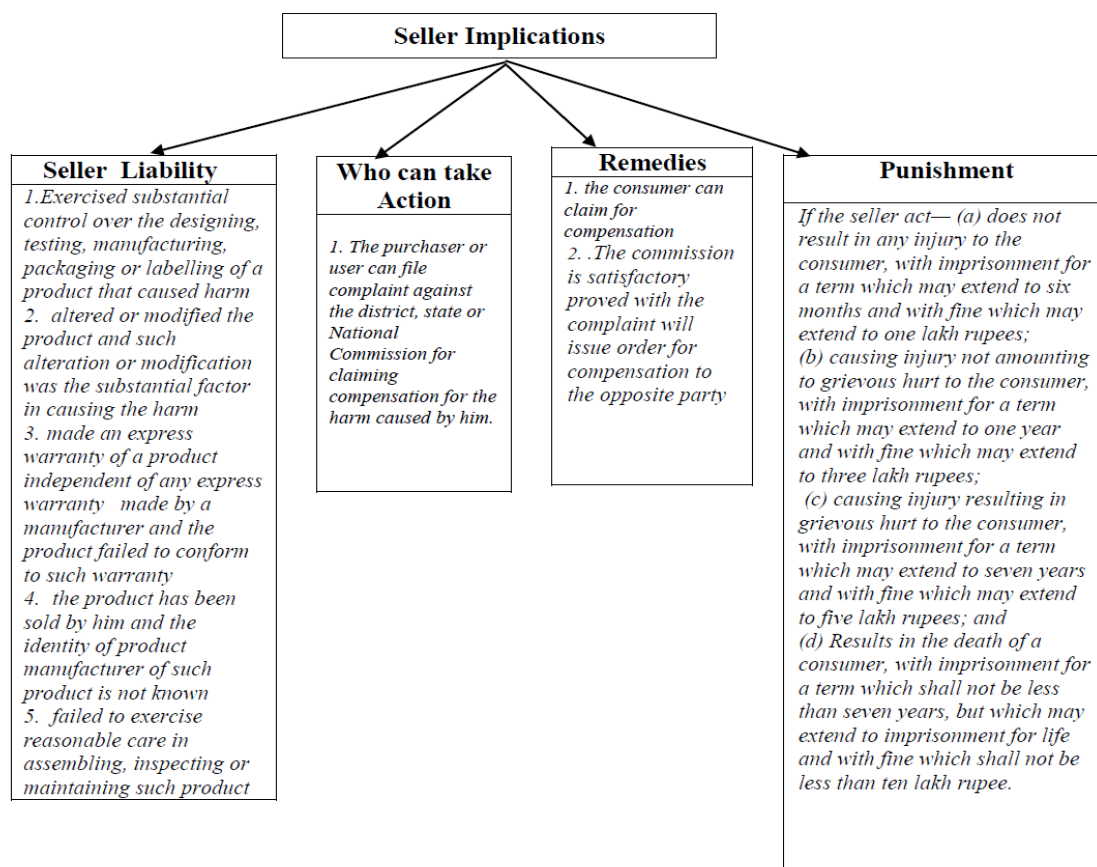 Seller Implications
Seller Liability
1.Exercised substantial
control over the designing,
testing, manufacturing,
packaging or labelling of a
product that caused harm
2. altered or modified the
product and such
alteration or modification
was the substantial factor
in causing the harm
3. made an express
warranty of a product
independent of any express
warranty made by a
manufacturer and the
product failed to conform
to such warranty
4. the product has been
sold by him and the
identity of product
manufacturer of such
product is not known
5. failed to exercise
reasonable care in
assembling, inspecting or
maintaining such product
Who can take
Action
1. The purchaser or
user can file
complaint against
the district, state or
National
Commission for
claiming
compensation for the
harm caused by him.
Remedies
1. the consumer can
claim for
compensation
2. .The commission
is satisfactory
proved with the
complaint will
issue order for
compensation to
the opposite party
Punishment
If the seller act— (a) does not
result in any injury to the
consumer, with imprisonment for
a term which may extend to six
months and with fine which may
extend to one lakh rupees;
(b) causing injury not amounting
to grievous hurt to the consumer,
with imprisonment for a term
which may extend to one year
and with fine which may extend
to three lakh rupees;
(c) causing injury resulting in
grievous hurt to the consumer,
with imprisonment for a term
which may extend to seven years
and with fine which may extend
to five lakh rupees; and
(d) Results in the death of a
consumer, with imprisonment for
a term which shall not be less
than seven years, but which may
extend to imprisonment for life
and with fine which shall not be
less than ten lakh rupee.